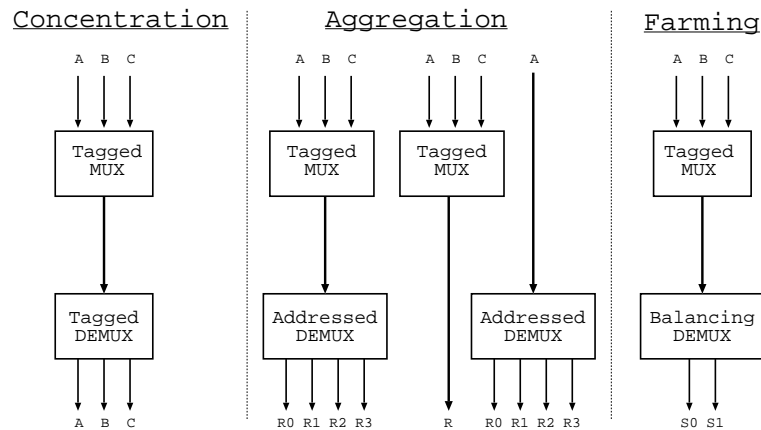 Concentration Aggregation Farming
A B C A B C A B C A A B C
Tagged Tagged Tagged Tagged
MUX MUX MUX MUX
Tagged Addressed Addressed Balancing
DEMUX DEMUX DEMUX DEMUX
A B C R0 R1 R2 R3 R R0 R1 R2 R3 S0 S1